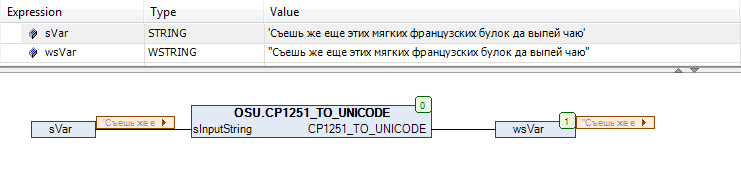 Expression Type Value
sVar STRING 'Съешь же еще этих мягких французских булок да выпей чаю'
wsVar WSTRING "Съешь же еще этих мягких французских булок да выпей чаю"
0
OSU.CP1251_TO_UNICODE
sVar 'Съешь же е sInputString CP1251_TO_UNICODE wsVar 1 "Съешь же е